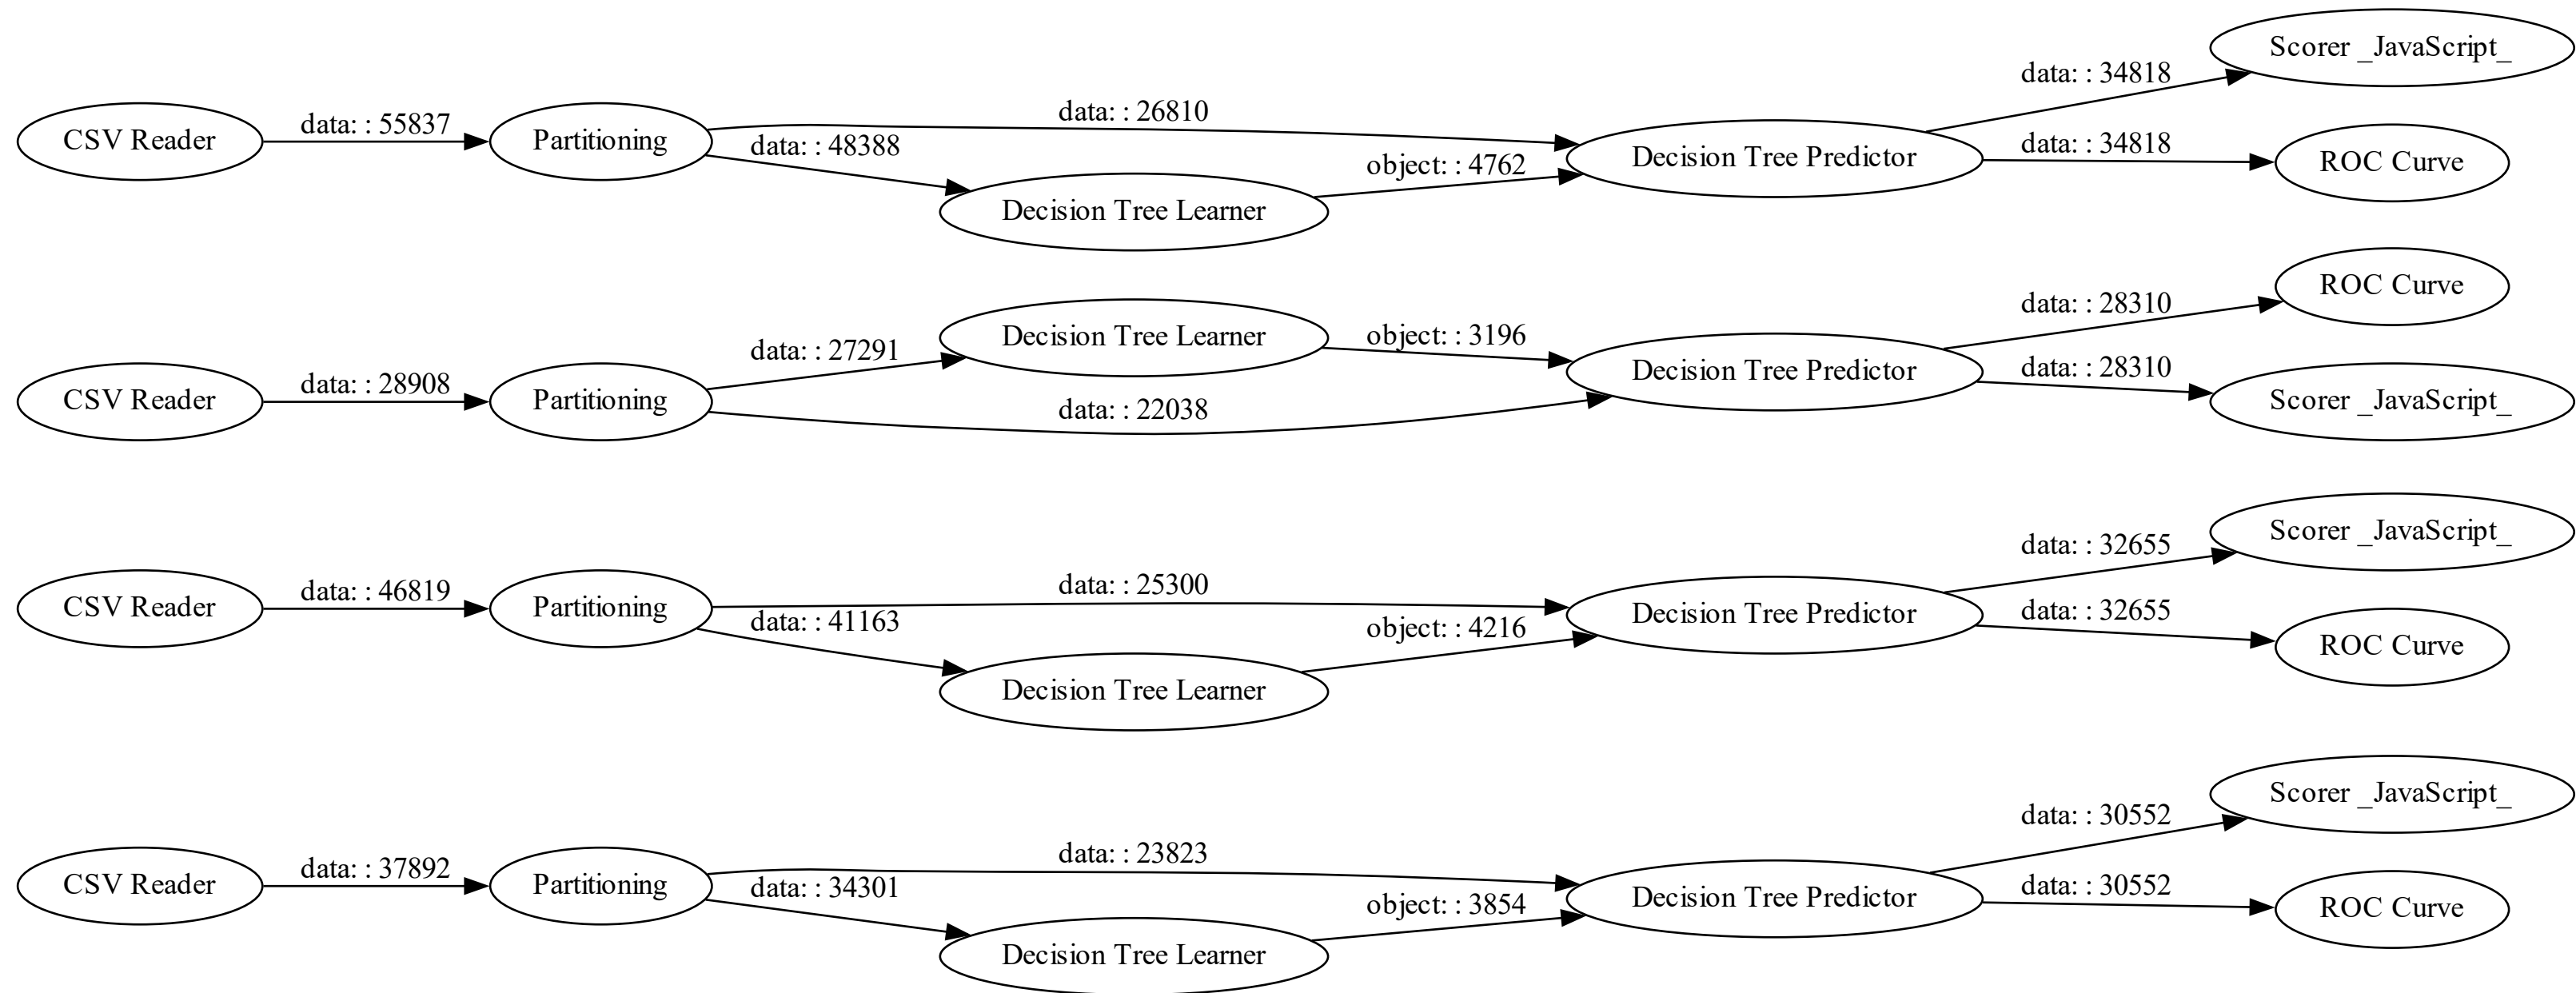 Scorer _JavaScript_
data: : 34818
data: : 26810
data: : 55837
CSV Reader
Partitioning
data: : 48388
data: : 34818
Decision Tree Predictor
ROC Curve
object: : 4762
Decision Tree Learner
ROC Curve
data: : 28310
Decision Tree Learner
object: : 3196
data: : 27291
Decision Tree Predictor
data: : 28310
data: : 28908
CSV Reader
Partitioning
data: : 22038
Scorer _JavaScript_
Scorer _JavaScript_
data: : 32655
data: : 25300
data: : 46819
CSV Reader
Partitioning
data: : 41163
object: : 4216
Decision Tree Predictor
data: : 32655
ROC Curve
Decision Tree Learner
Scorer _JavaScript_
data: : 30552
data: : 23823
data: : 37892
CSV Reader
Partitioning
data: : 34301
object: : 3854
Decision Tree Predictor
data: : 30552
ROC Curve
Decision Tree Learner